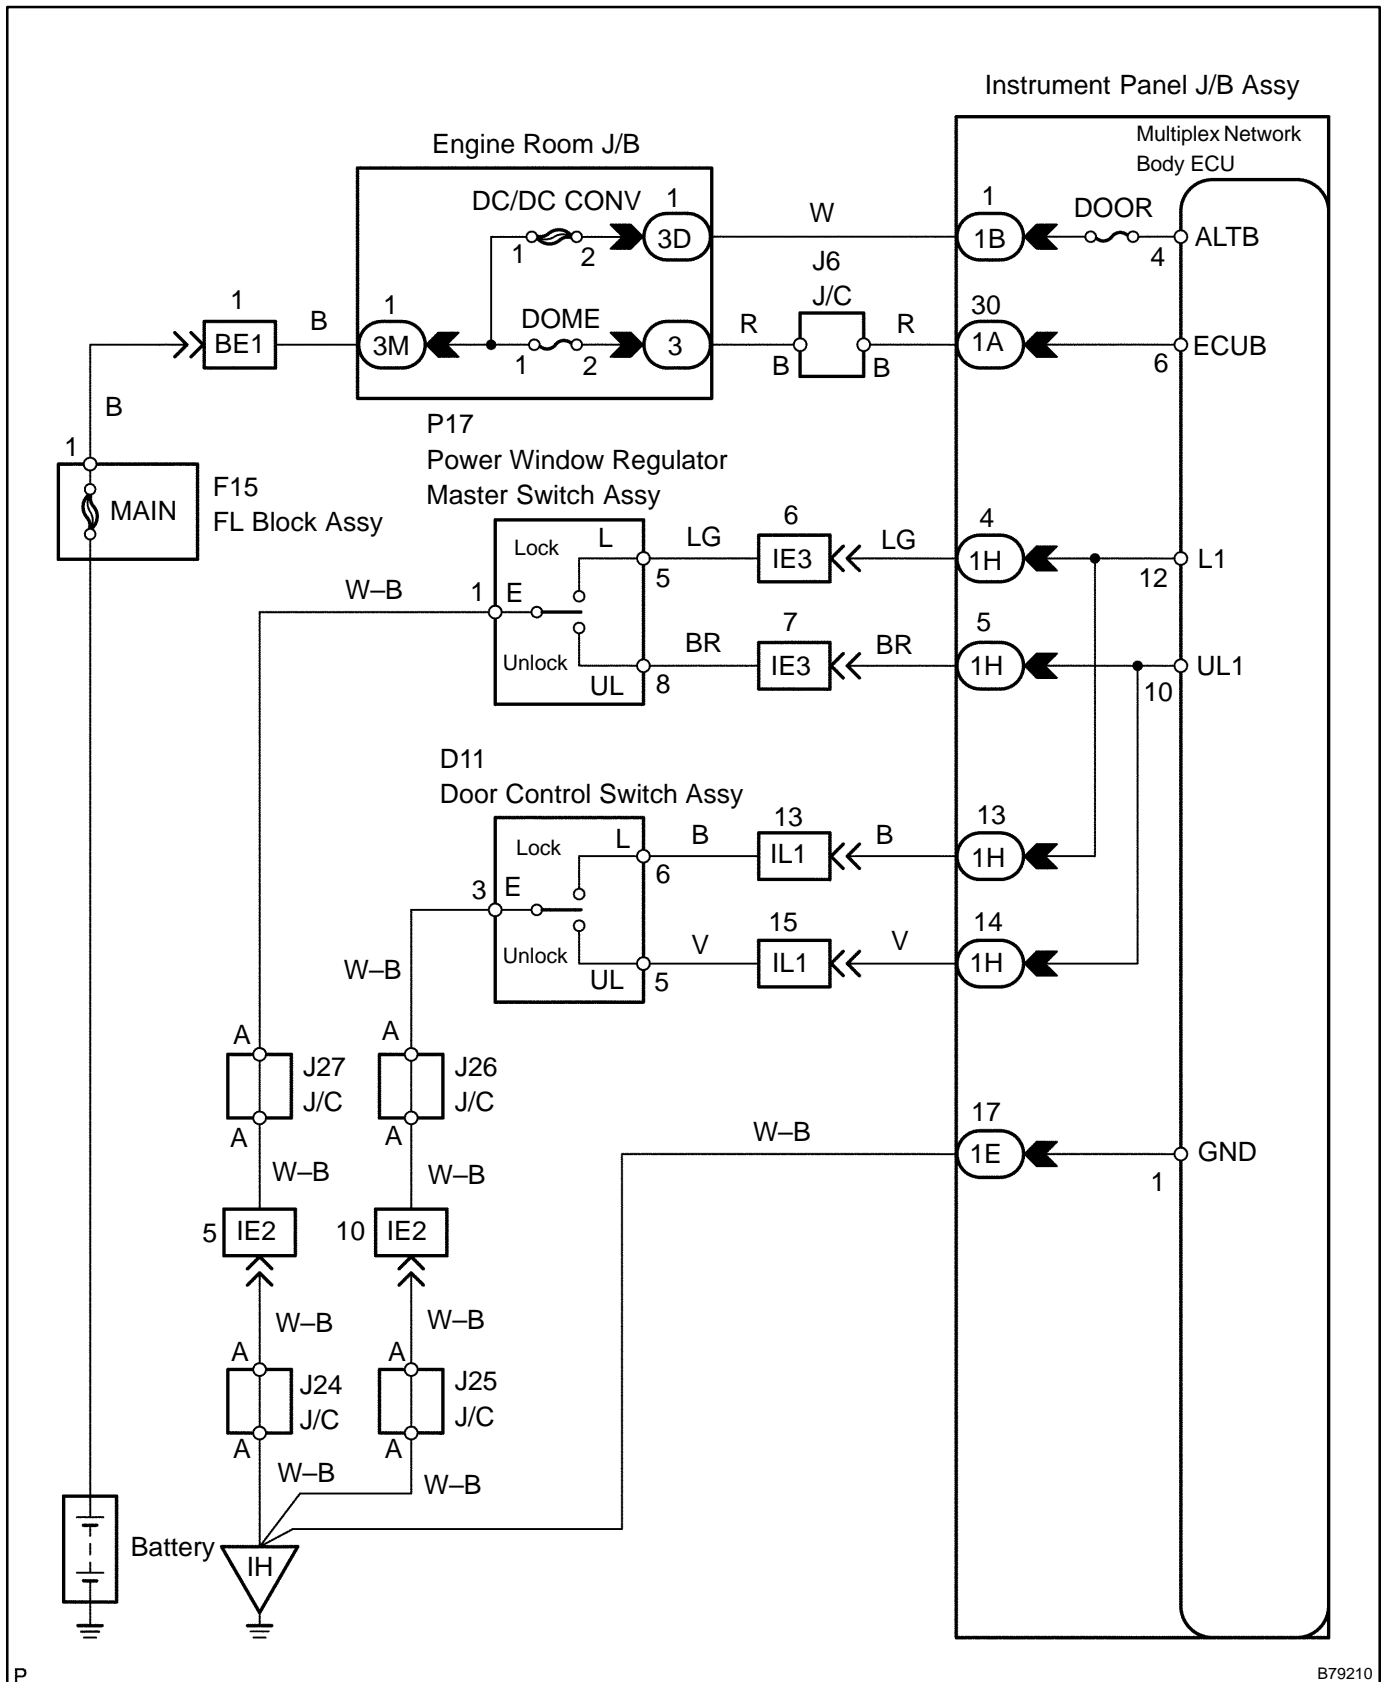 Instrument Panel J/B Assy
Multiplex Network
Body ECU
Engine Room J/B
DC/DC CONV
1
1
2
3D
W
1
1B
DOOR
4
ALTB
1
BE1
B
1
3M
DOME
1
2
3
R
J6
J/C
B
B
R
30
1A
6
ECUB
B
1
MAIN
F15
FL Block Assy
P17
Power Window Regulator
Master Switch Assy
W–B
1
E
Lock
L
5
Unlock
UL
8
LG
6
IE3
LG
4
1H
12
L1
BR
7
IE3
BR
5
1H
10
UL1
D11
Door Control Switch Assy
W–B
3
E
Lock
L
6
Unlock
UL
5
B
13
IL1
B
13
1H
V
15
IL1
V
14
1H
A
J27
J/C
A
A
J26
J/C
A
W–B
W–B
5
IE2
10
IE2
W–B
W–B
A
J24
J/C
A
A
J25
J/C
A
W–B
W–B
W–B
17
1E
1
GND
Battery
IH
P
B79210